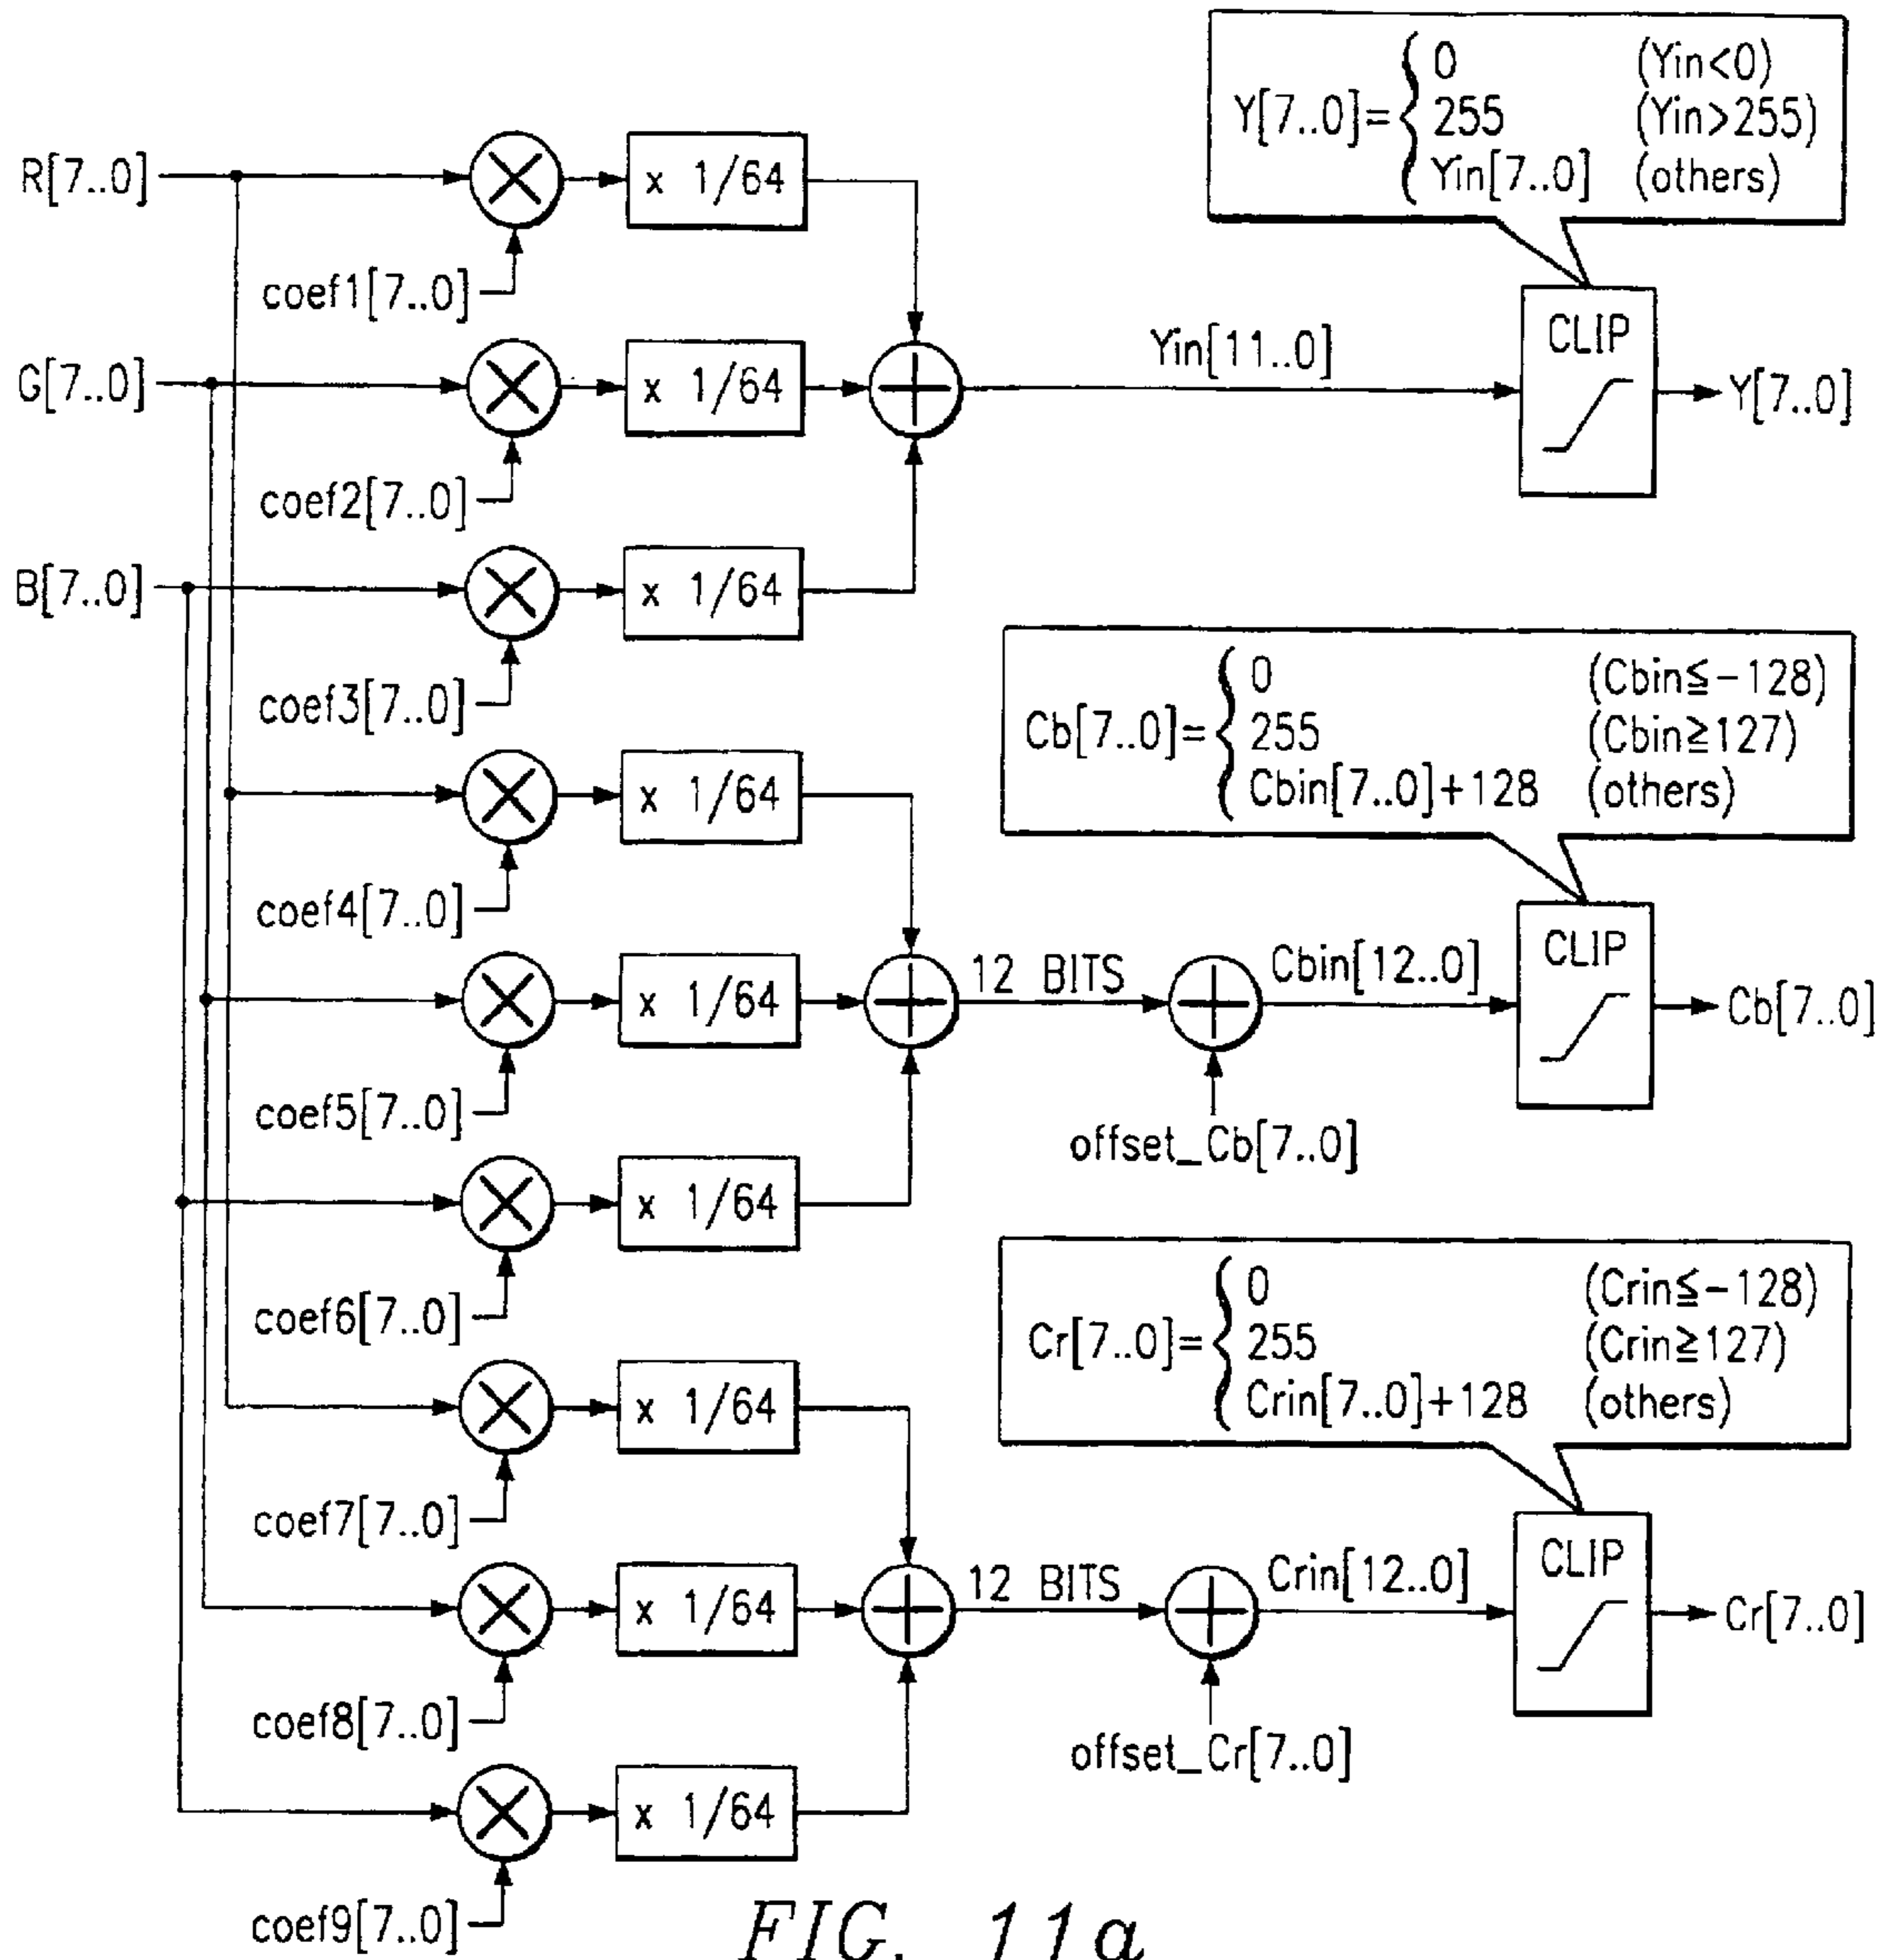 Y[7..0]= 0 (Yin<0)
255 (Yin>255)
Yin[7..0] (others)
R[7..0]
x 1/64
coef1[7..0]
G[7..0]
x 1/64
Yin[11..0]
CLIP
Y[7..0]
coef2[7..0]
B[7..0]
x 1/64
coef3[7..0]
Cb[7..0]= 0 (Cbin≦-128)
255 (Cbin≧127)
Cbin[7..0]+128 (others)
x 1/64
coef4[7..0]
x 1/64
12 BITS
Cbin[12..0]
CLIP
Cb[7..0]
coef5[7..0]
offset_Cb[7..0]
x 1/64
coef6[7..0]
Cr[7..0]= 0 (Crin≦-128)
255 (Crin≧127)
Crin[7..0]+128 (others)
x 1/64
coef7[7..0]
x 1/64
12 BITS
Crin[12..0]
CLIP
Cr[7..0]
coef8[7..0]
offset_Cr[7..0]
x 1/64
coef9[7..0]
FIG. 11a